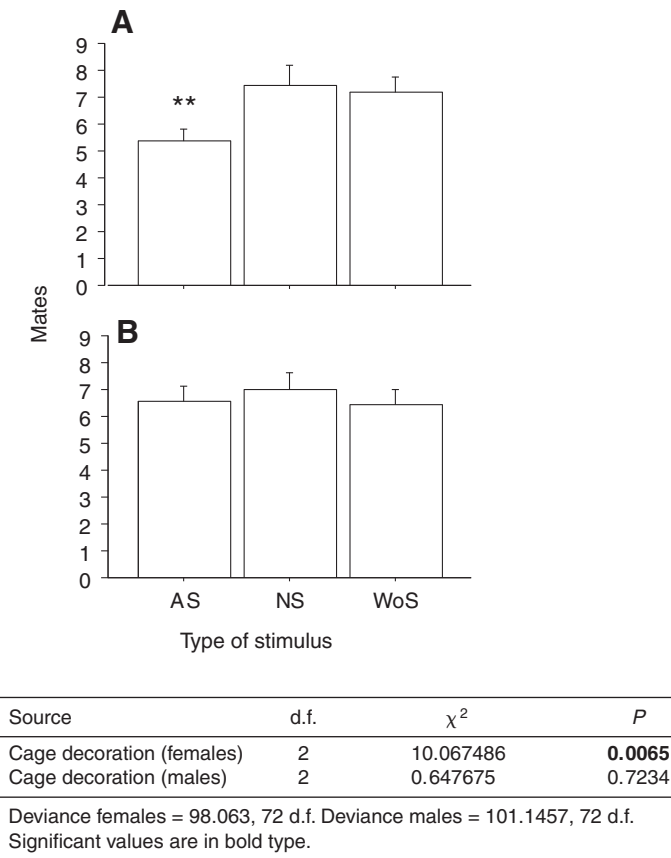 A
9
8
7
6
5
4
3
2
1
0
**
Mates
B
9
8
7
6
5
4
3
2
1
0
AS NS WoS
Type of stimulus
Source d.f. χ² P
Cage decoration (females) 2 10.067486 0.0065
Cage decoration (males) 2 0.647675 0.7234
Deviance females = 98.063, 72 d.f. Deviance males = 101.1457, 72 d.f.
Significant values are in bold type.